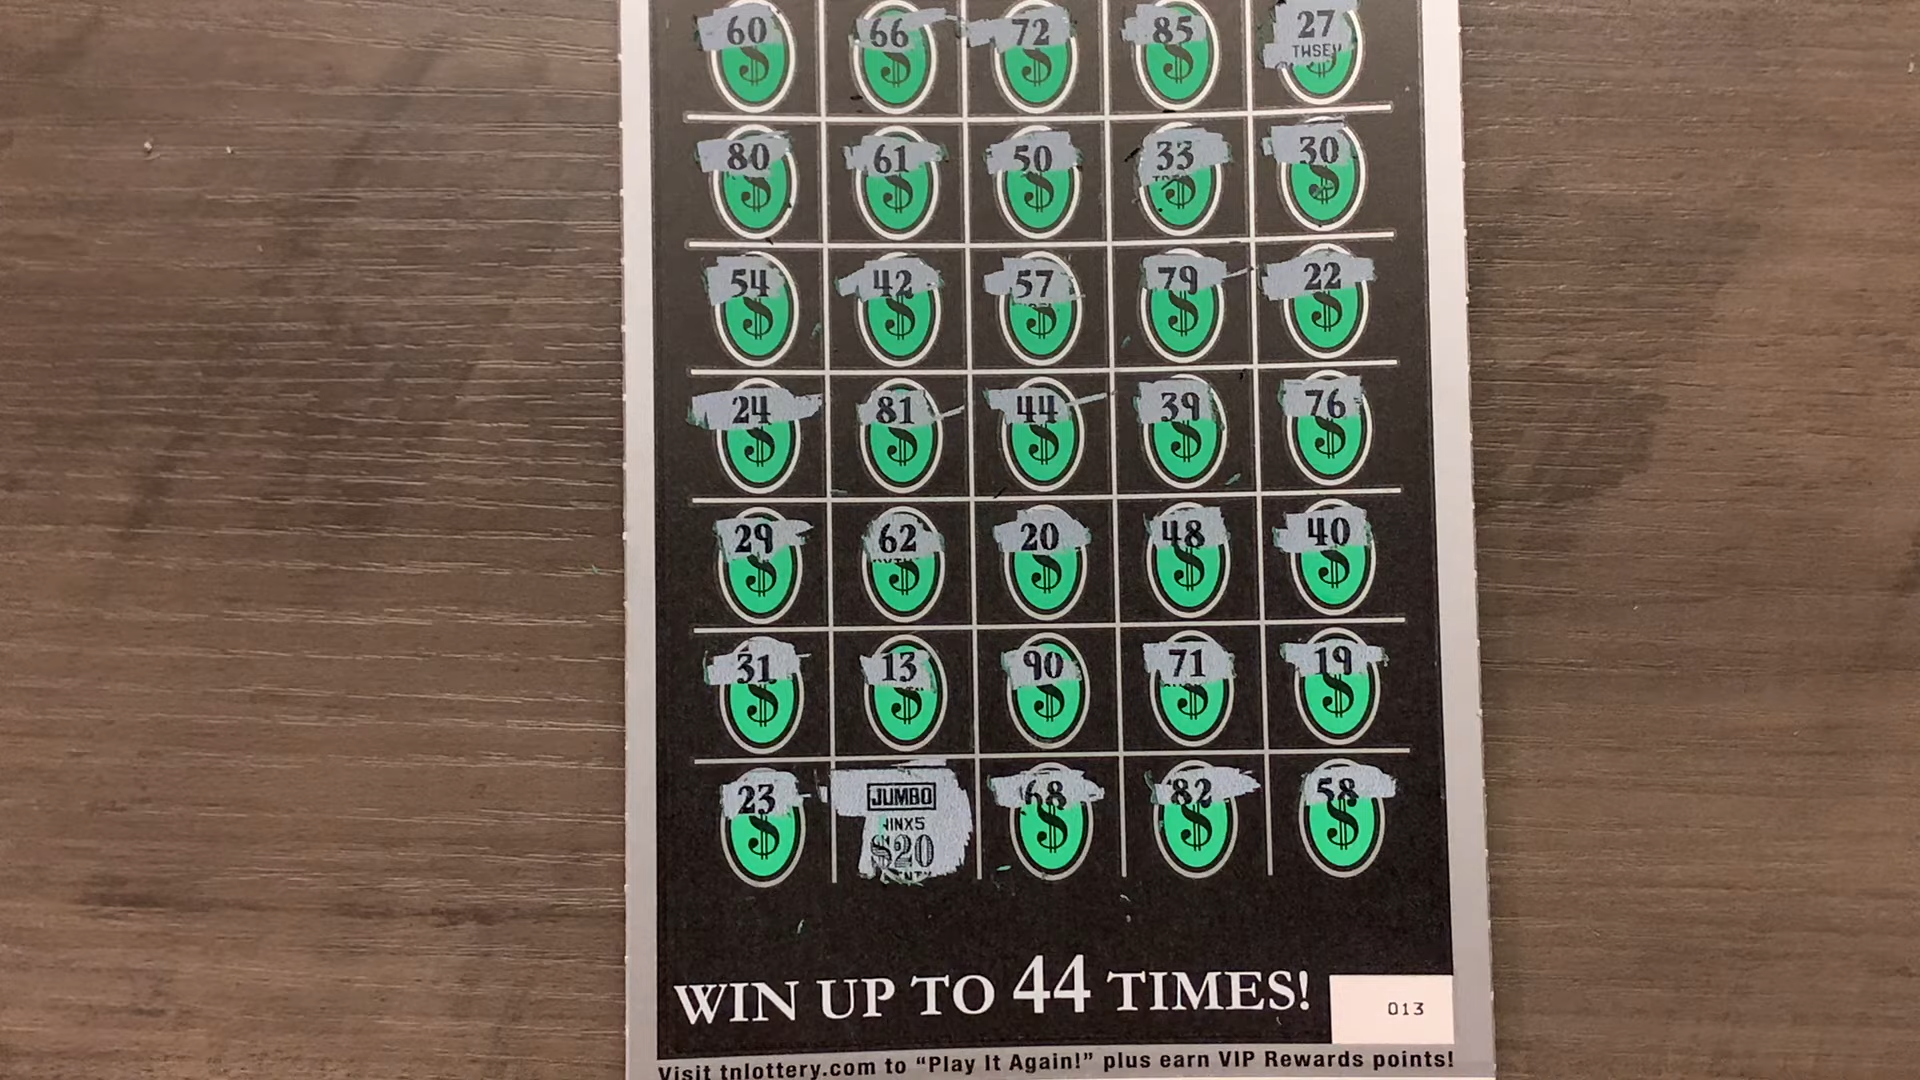 60 66 72 85 27
TWSEV
80 61 50 33 30
54 42 57 79 22
24 81 44 39 76
29 62 20 48 40
31 13 90 71 19
23 JUMBO 68 82 58
JINX5
$20
WIN UP TO 44 TIMES!
013
Visit tnlottery.com to “Play It Again!” plus earn VIP Rewards points!